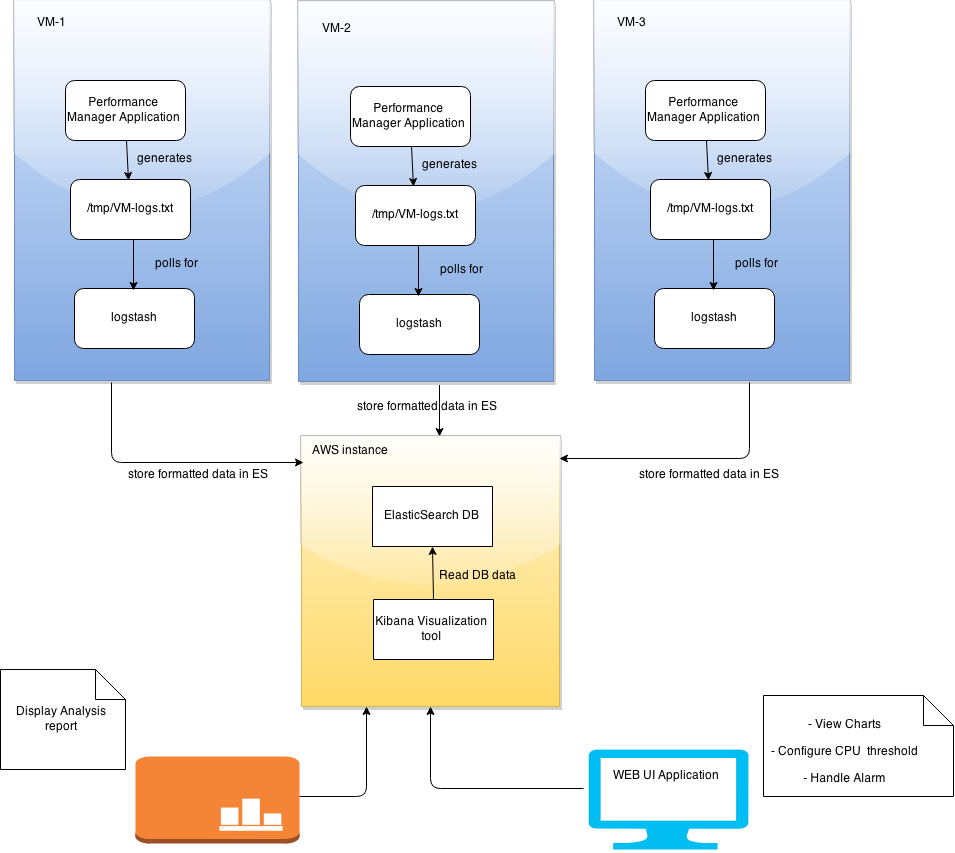 VM-1
VM-2
VM-3
Performance
Manager Application
generates
/tmp/VM-logs.txt
polls for
logstash
Performance
Manager Application
generates
/tmp/VM-logs.txt
polls for
logstash
Performance
Manager Application
generates
/tmp/VM-logs.txt
polls for
logstash
store formatted data in ES
store formatted data in ES
store formatted data in ES
AWS instance
ElasticSearch DB
Read DB data
Kibana Visualization
tool
Display Analysis
report
WEB UI Application
- View Charts
- Configure CPU threshold
- Handle Alarm